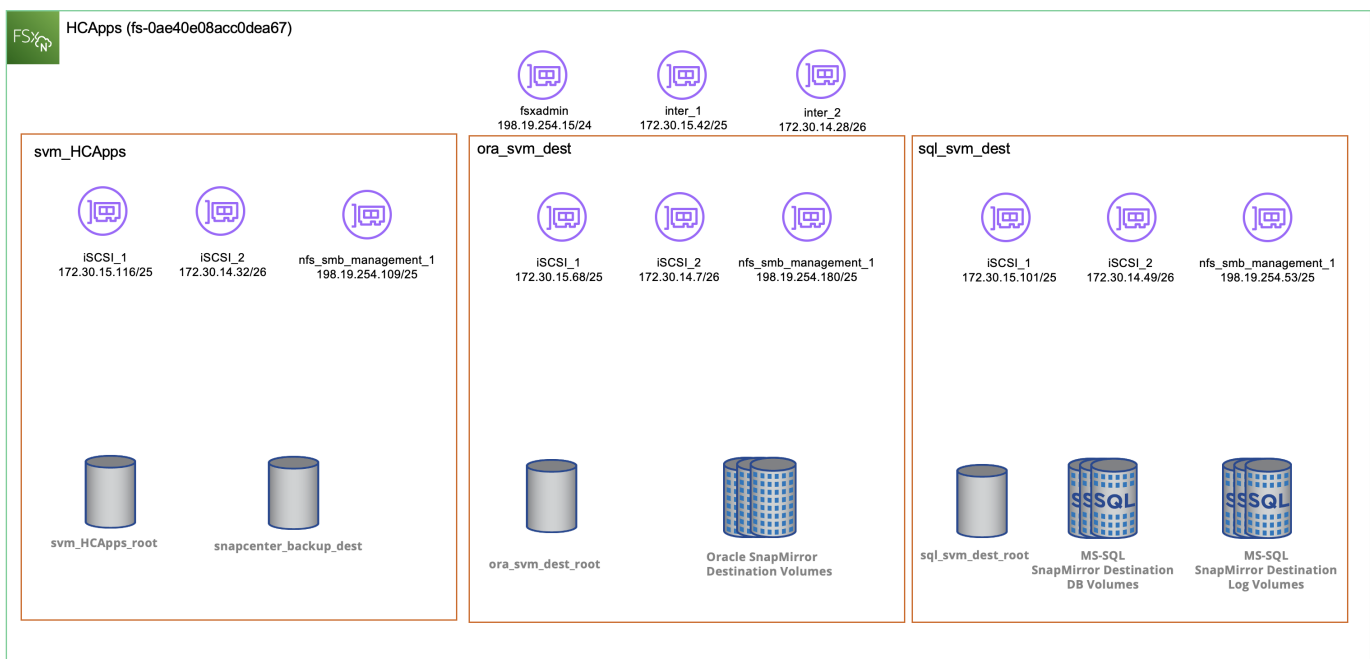 FSx
N
HCApps (fs-0ae40e08acc0dea67)
fsxadmin
198.19.254.15/24
inter_1
172.30.15.42/25
inter_2
172.30.14.28/26
svm_HCApps
iSCSI_1
172.30.15.116/25
iSCSI_2
172.30.14.32/26
nfs_smb_management_1
198.19.254.109/25
svm_HCApps_root
snapcenter_backup_dest
ora_svm_dest
iSCSI_1
172.30.15.68/25
iSCSI_2
172.30.14.7/26
nfs_smb_management_1
198.19.254.180/25
ora_svm_dest_root
Oracle SnapMirror
Destination Volumes
sql_svm_dest
iSCSI_1
172.30.15.101/25
iSCSI_2
172.30.14.49/26
nfs_smb_management_1
198.19.254.53/25
sql_svm_dest_root
S
S
SQL
MS-SQL
SnapMirror Destination
DB Volumes
S
S
SQL
MS-SQL
SnapMirror Destination
Log Volumes